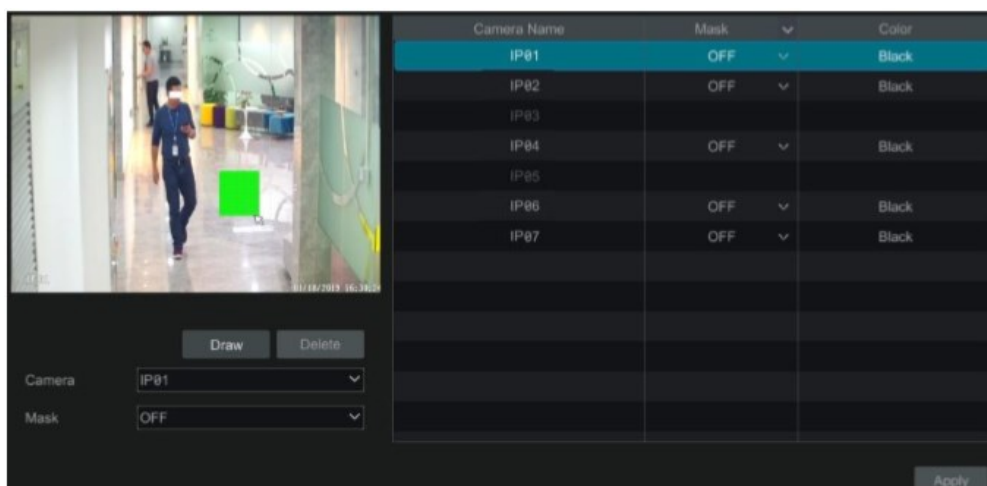 Camera Name Mask Color
IP01 OFF Black
IP02 OFF Black
IP03
IP04 OFF Black
IP05
IP06 OFF Black
IP07 OFF Black
Draw Delete
Camera IP01
Mask OFF
Apply